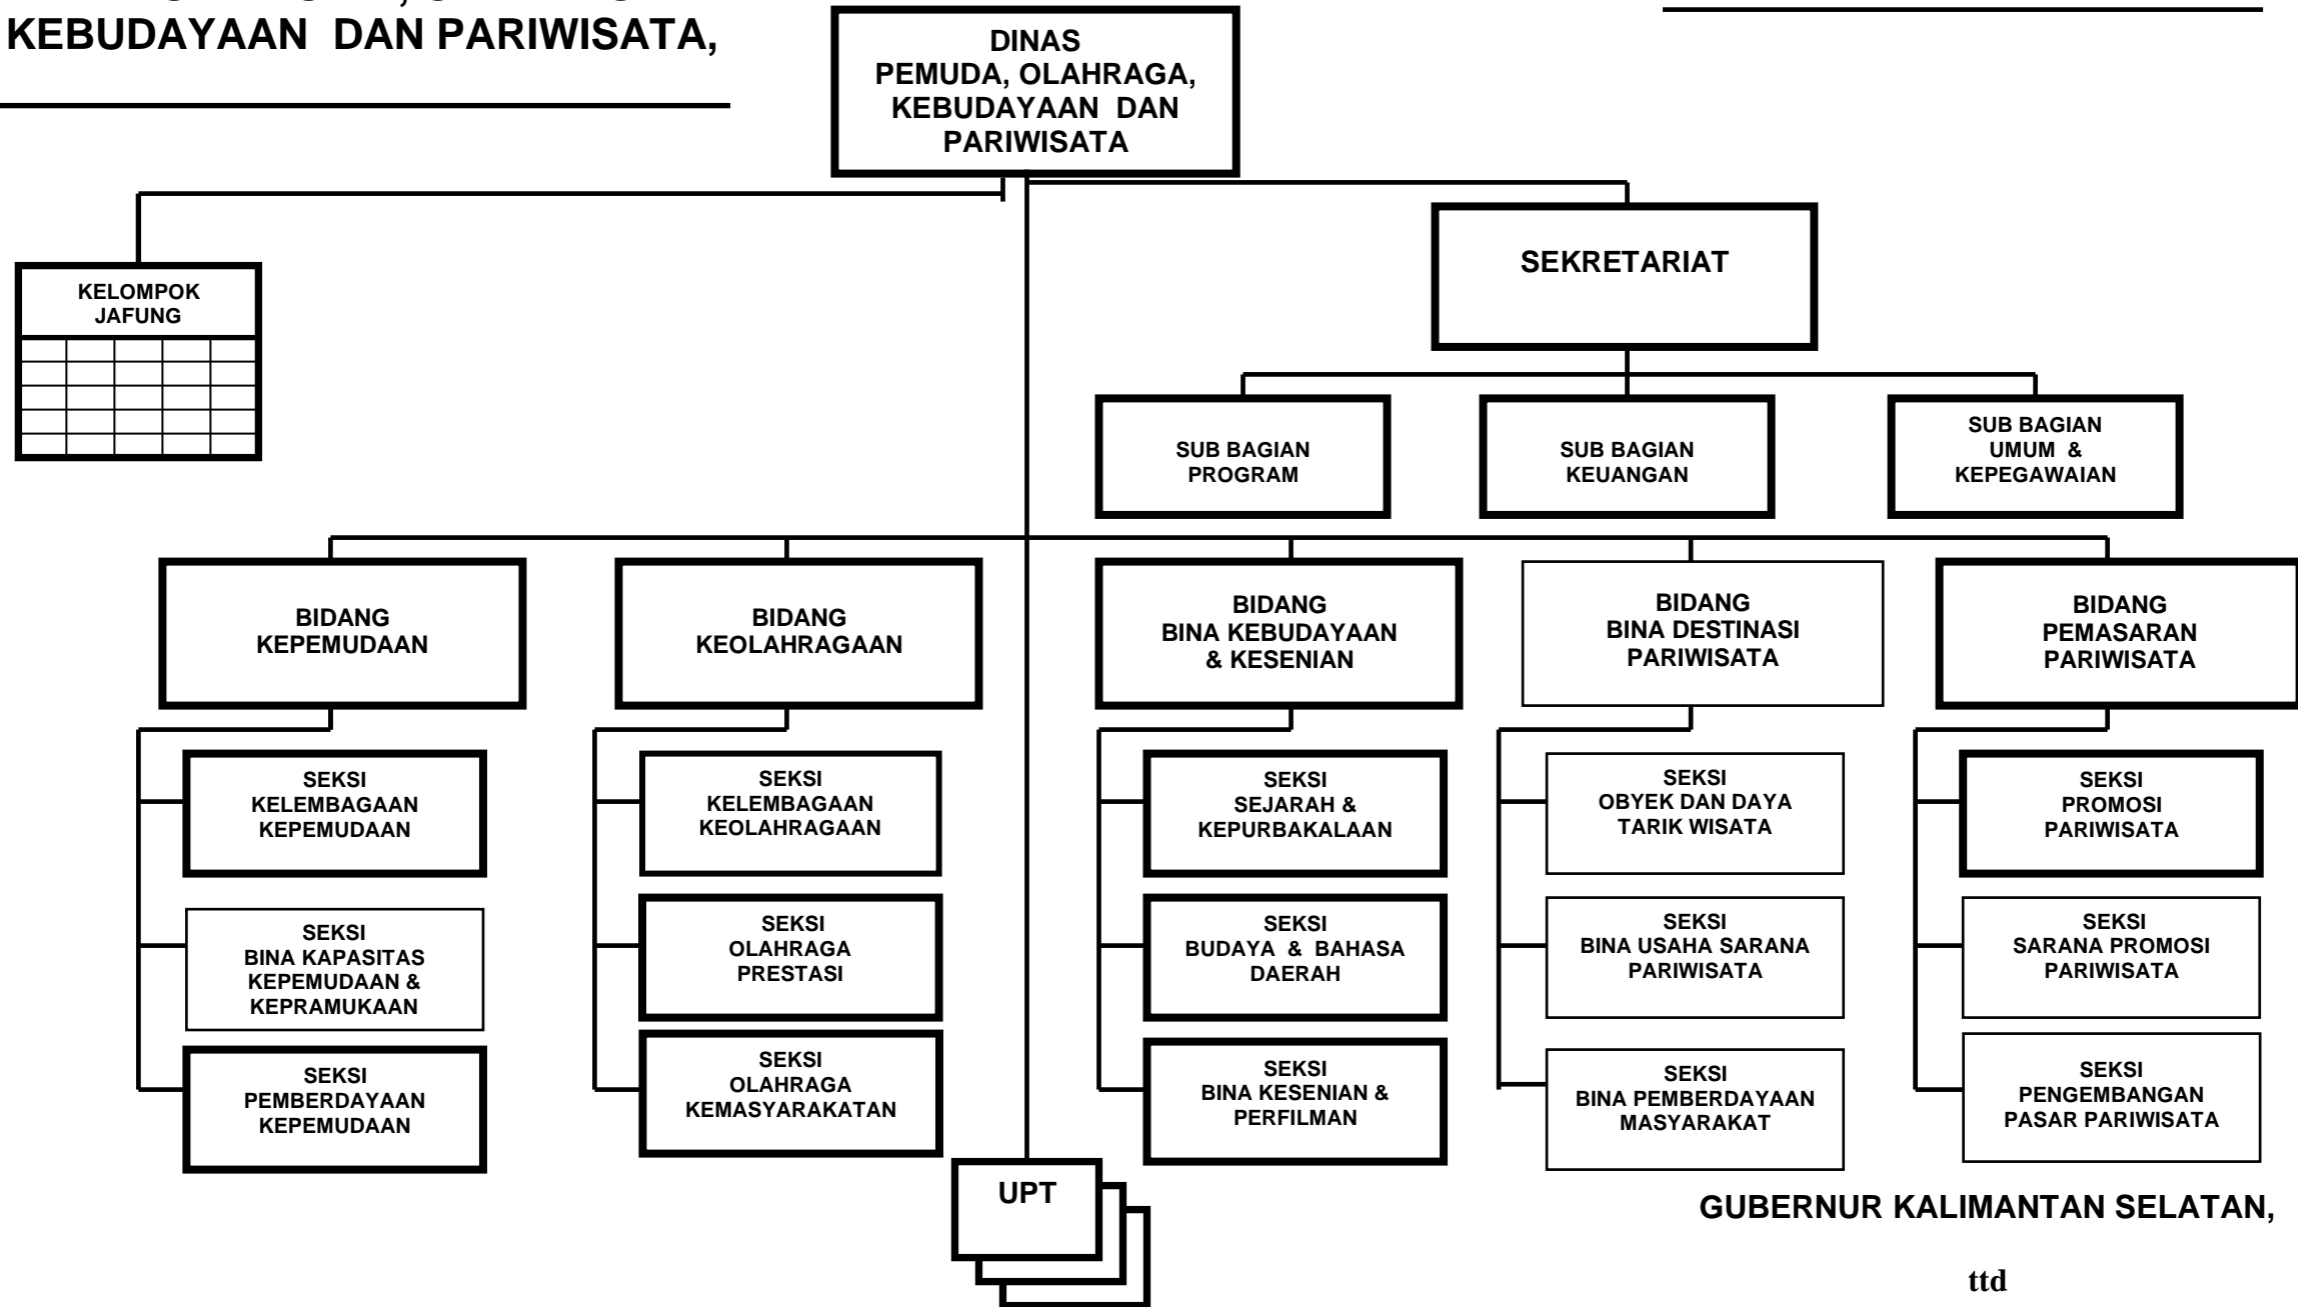 KEBUDAYAAN DAN PARIWISATA,
DINAS
PEMUDA, OLAHRAGA,
KEBUDAYAAN DAN
PARIWISATA
KELOMPOK
JAFUNG
SEKRETARIAT
SUB BAGIAN
PROGRAM
SUB BAGIAN
KEUANGAN
SUB BAGIAN
UMUM &
KEPEGAWAIAN
BIDANG
KEPEMUDAAN
BIDANG
KEOLAHRAGAAN
BIDANG
BINA KEBUDAYAAN
& KESENIAN
BIDANG
BINA DESTINASI
PARIWISATA
BIDANG
PEMASARAN
PARIWISATA
SEKSI
KELEMBAGAAN
KEPEMUDAAN
SEKSI
KELEMBAGAAN
KEOLAHRAGAAN
SEKSI
SEJARAH &
KEPURBAKALAAN
SEKSI
OBYEK DAN DAYA
TARIK WISATA
SEKSI
PROMOSI
PARIWISATA
SEKSI
BINA KAPASITAS
KEPEMUDAAN &
KEPRAMUKAAN
SEKSI
OLAHRAGA
PRESTASI
SEKSI
BUDAYA & BAHASA
DAERAH
SEKSI
BINA USAHA SARANA
PARIWISATA
SEKSI
SARANA PROMOSI
PARIWISATA
SEKSI
PEMBERDAYAAN
KEPEMUDAAN
SEKSI
OLAHRAGA
KEMASYARAKATAN
SEKSI
BINA KESENIAN &
PERFILMAN
SEKSI
BINA PEMBERDAYAAN
MASYARAKAT
SEKSI
PENGEMBANGAN
PASAR PARIWISATA
UPT
GUBERNUR KALIMANTAN SELATAN,
ttd